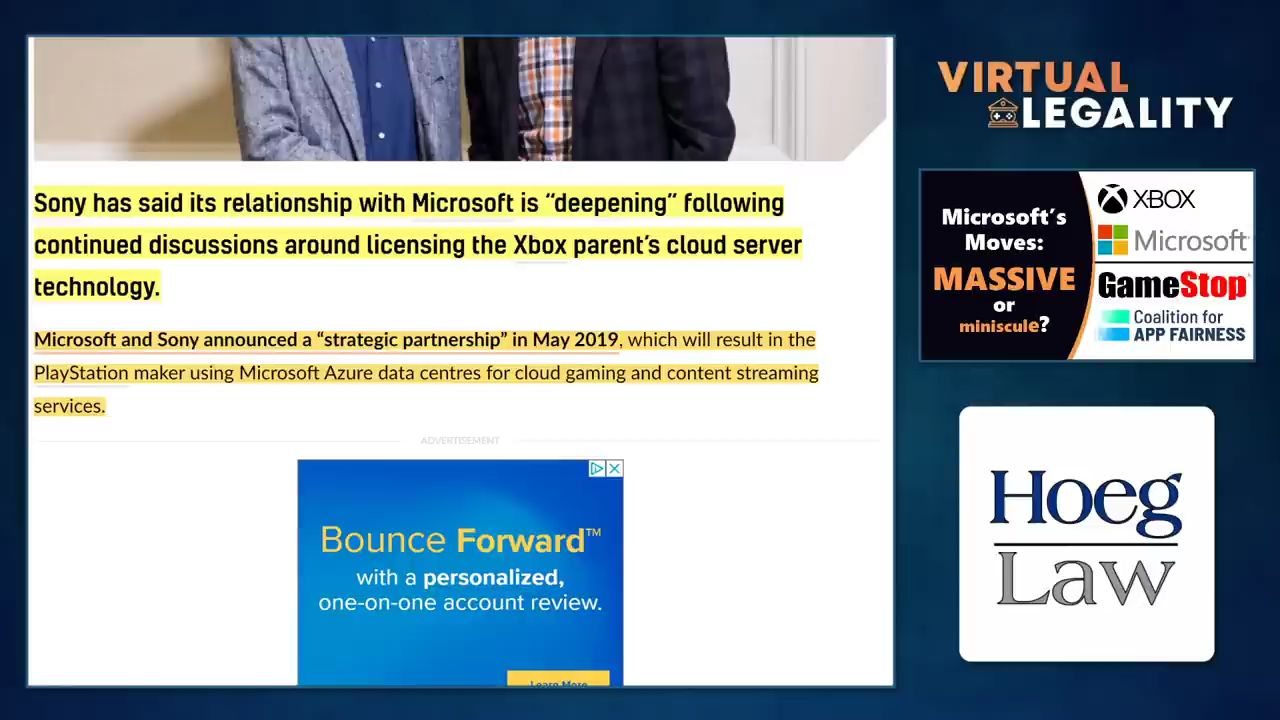 Sony has said its relationship with Microsoft is “deepening” following
continued discussions around licensing the Xbox parent’s cloud server
technology.
Microsoft and Sony announced a “strategic partnership” in May 2019, which will result in the
PlayStation maker using Microsoft Azure data centres for cloud gaming and content streaming
services.
ADVERTISEMENT
Bounce Forward™
with a personalized,
one-on-one account review.
Learn More
VIRTUAL
LEGALITY
Microsoft’s
Moves:
MASSIVE
or
miniscule?
XBOX
Microsoft
GameStop
Coalition for
APP FAIRNESS
Hoeg
Law